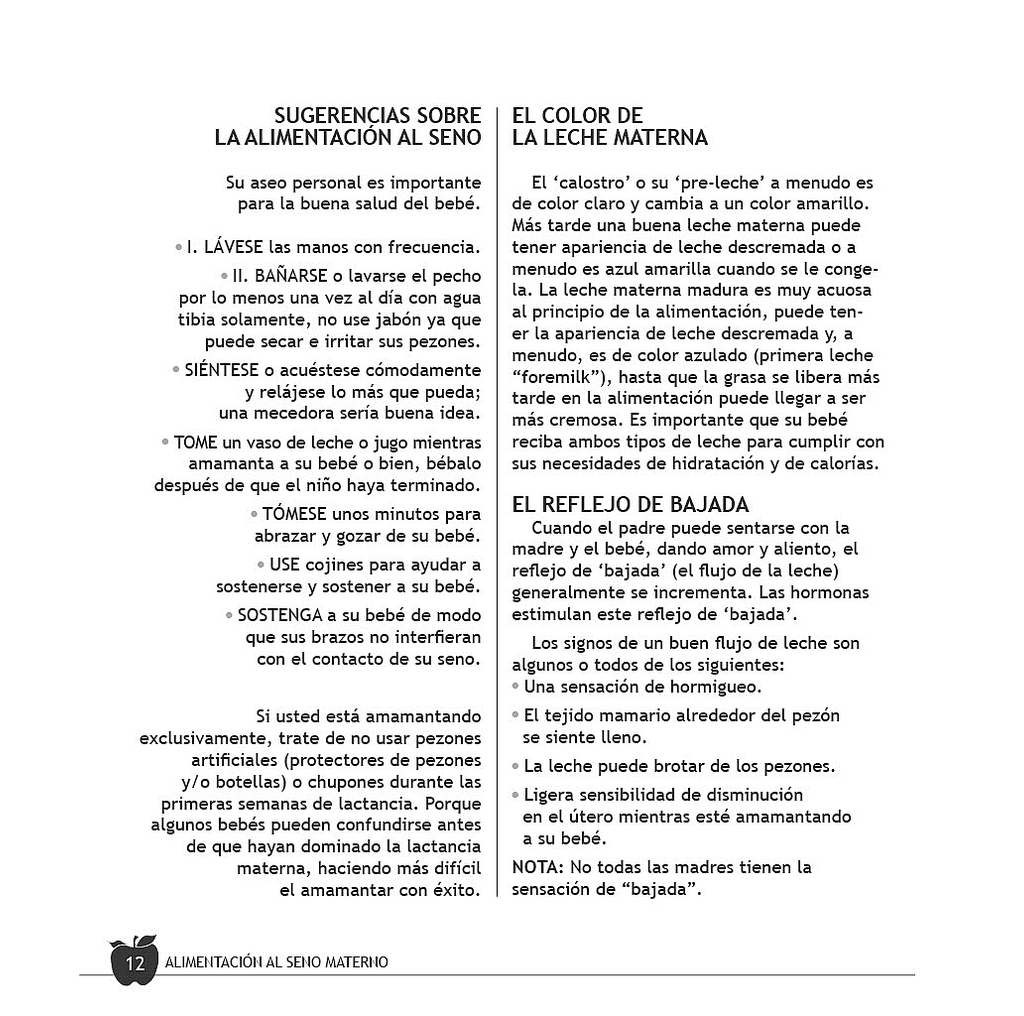 SUGERENCIAS SOBRE
LA ALIMENTACIÓN AL SENO
Su aseo personal es importante
para la buena salud del bebé.
• I. LÁVESE las manos con frecuencia.
• II. BAÑARSE o lavarse el pecho
por lo menos una vez al día con agua
tibia solamente, no use jabón ya que
puede secar e irritar sus pezones.
• SIÉNTESE o acuéstese cómodamente
y relájese lo más que pueda;
una mecedora sería buena idea.
• TOME un vaso de leche o jugo mientras
amamanta a su bebé o bien, bébalo
después de que el niño haya terminado.
• TÓMESE unos minutos para
abrazar y gozar de su bebé.
• USE cojines para ayudar a
sostenerse y sostener a su bebé.
• SOSTENGA a su bebé de modo
que sus brazos no interfieran
con el contacto de su seno.
Si usted está amamantando
exclusivamente, trate de no usar pezones
artificiales (protectores de pezones
y/o botellas) o chupones durante las
primeras semanas de lactancia. Porque
algunos bebés pueden confundirse antes
de que hayan dominado la lactancia
materna, haciendo más difícil
el amamantar con éxito.
EL COLOR DE
LA LECHE MATERNA
El ‘calostro’ o su ‘pre-leche’ a menudo es
de color claro y cambia a un color amarillo.
Más tarde una buena leche materna puede
tener apariencia de leche descremada o a
menudo es azul amarilla cuando se le conge-
la. La leche materna madura es muy acuosa
al principio de la alimentación, puede ten-
er la apariencia de leche descremada y, a
menudo, es de color azulado (primera leche
“foremilk”), hasta que la grasa se libera más
tarde en la alimentación puede llegar a ser
más cremosa. Es importante que su bebé
reciba ambos tipos de leche para cumplir con
sus necesidades de hidratación y de calorías.
EL REFLEJO DE BAJADA
Cuando el padre puede sentarse con la
madre y el bebé, dando amor y aliento, el
reflejo de ‘bajada’ (el flujo de la leche)
generalmente se incrementa. Las hormonas
estimulan este reflejo de ‘bajada’.
Los signos de un buen flujo de leche son
algunos o todos de los siguientes:
• Una sensación de hormigueo.
• El tejido mamario alrededor del pezón
se siente lleno.
• La leche puede brotar de los pezones.
• Ligera sensibilidad de disminución
en el útero mientras esté amamantando
a su bebé.
NOTA: No todas las madres tienen la
sensación de “bajada”.
12 ALIMENTACIÓN AL SENO MATERNO